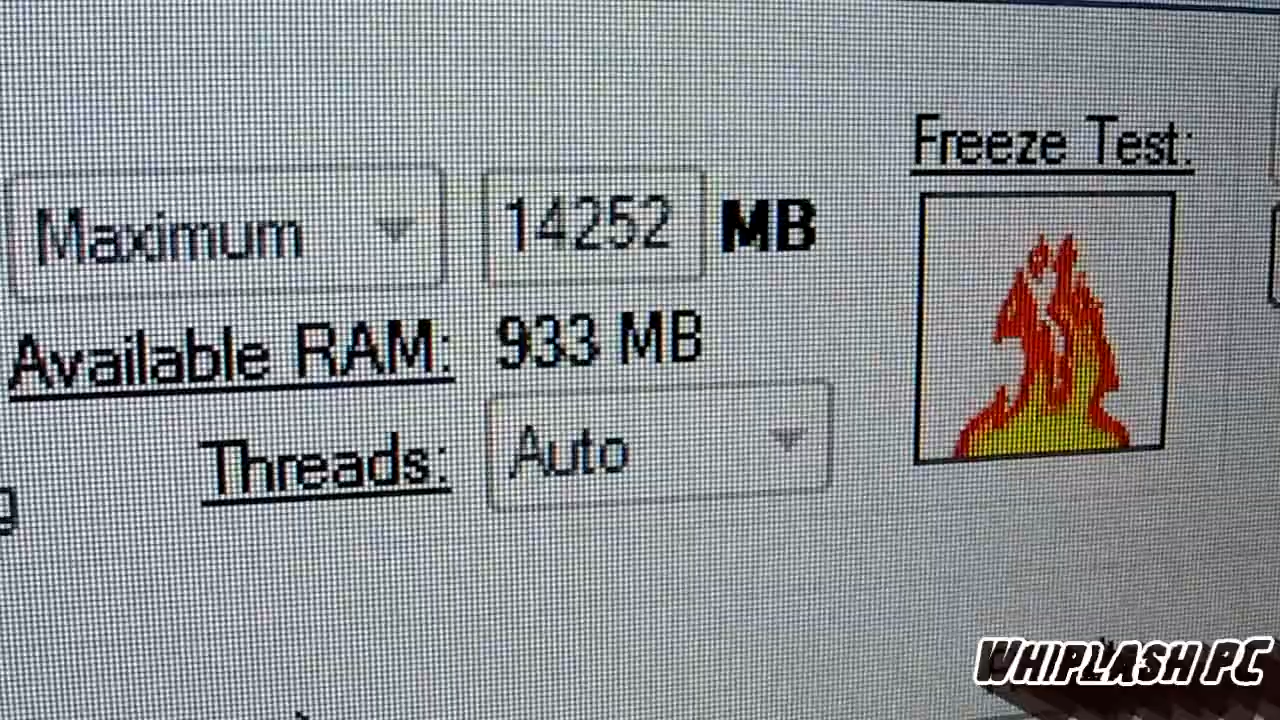 Freeze Test:
Maximum 14252 MB
Available RAM: 933 MB
Threads: Auto
WHIPLASH PC